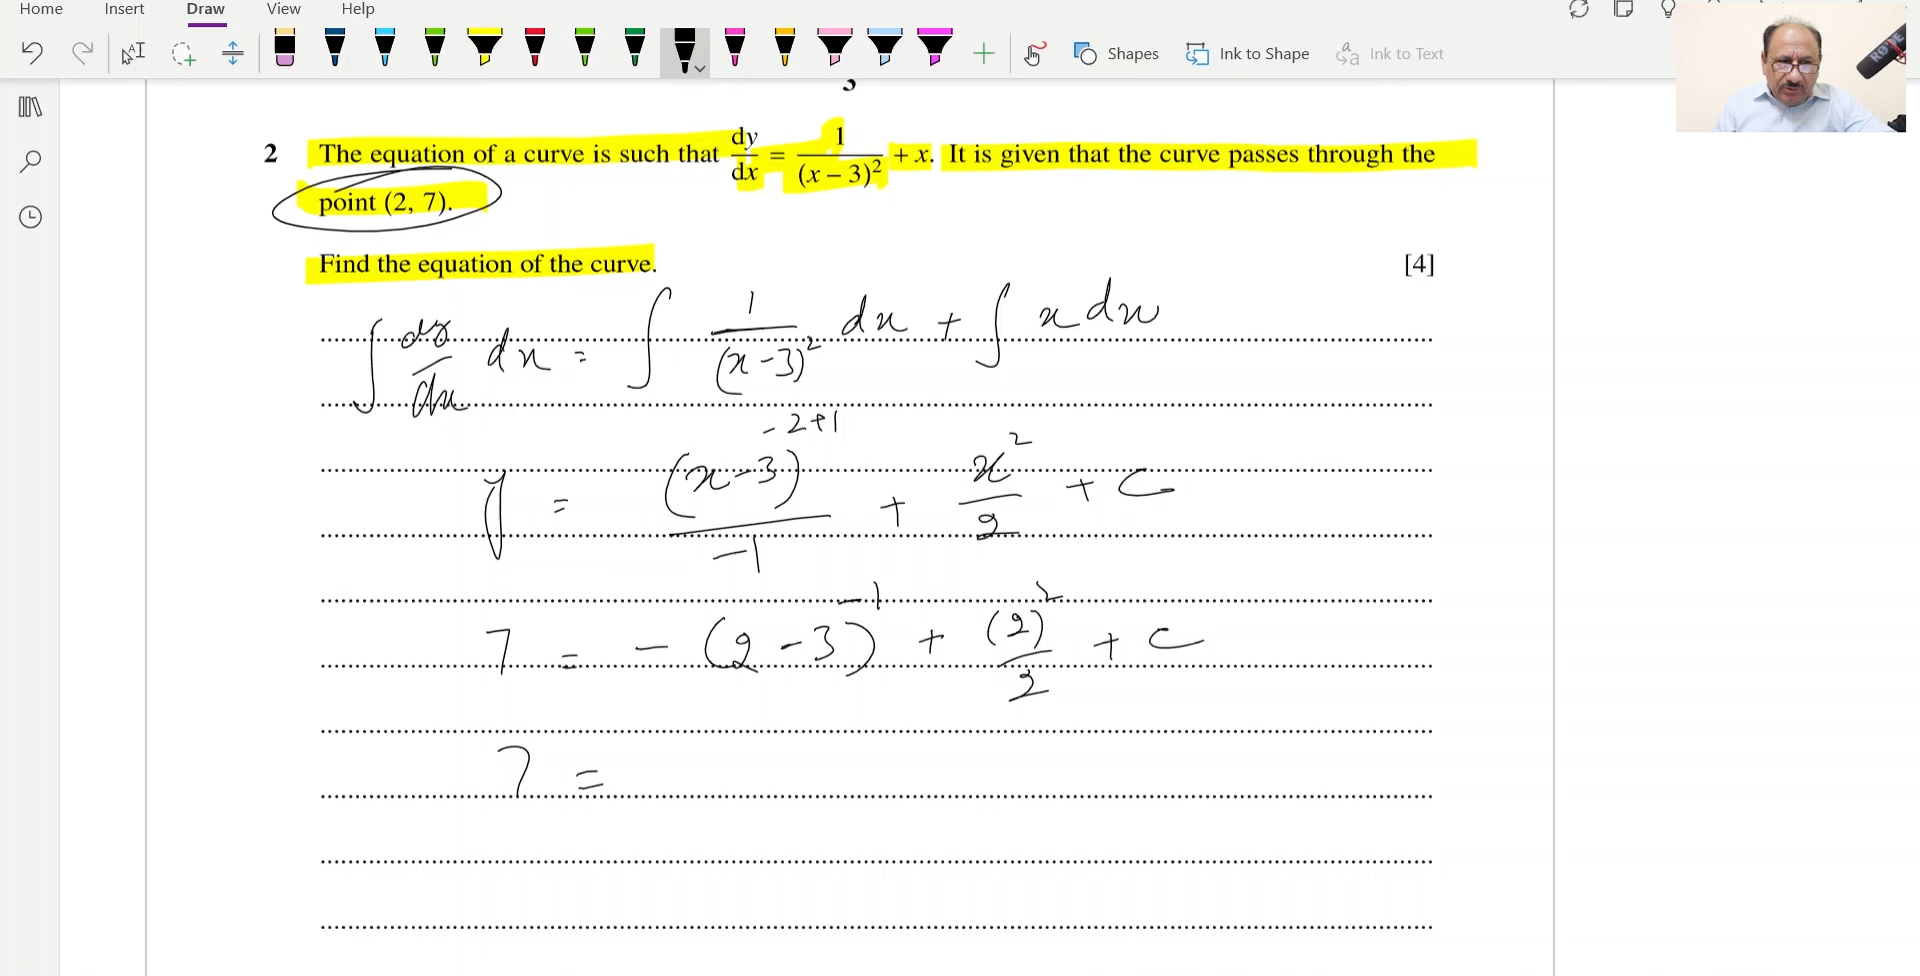 Home Insert Draw View Help
Shapes Ink to Shape Ink to Text
RØDE
3
2 The equation of a curve is such that dy/dx = 1/(x – 3)² + x. It is given that the curve passes through the
point (2, 7).
Find the equation of the curve. [4]
∫ dy/dx dx = ∫ 1/(x-3)² dx + ∫ x dx
y = (x-3)^(-2+1)/-1 + x²/2 + C
7 = - (2-3)^-1 + (2)²/2 + C
7 =